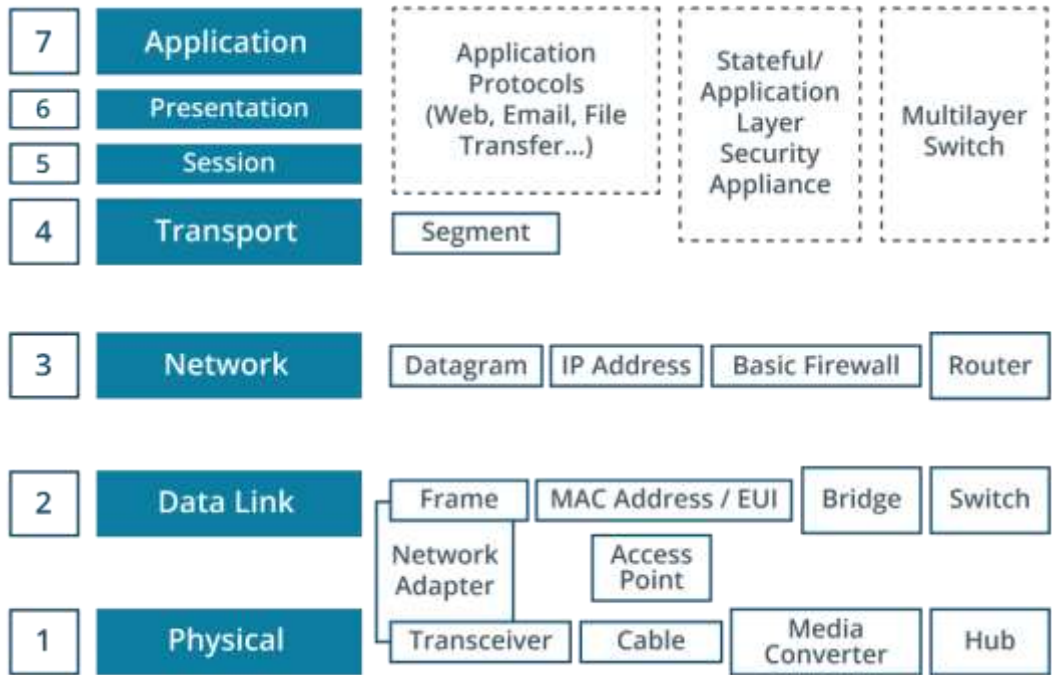 7
Application
Application
Protocols
(Web, Email, File
Transfer...)
Stateful/
Application
Layer
Security
Appliance
Multilayer
Switch
6
Presentation
5
Session
4
Transport
Segment
3
Network
Datagram
IP Address
Basic Firewall
Router
2
Data Link
Frame
MAC Address / EUI
Bridge
Switch
Network
Adapter
Access
Point
1
Physical
Transceiver
Cable
Media
Converter
Hub